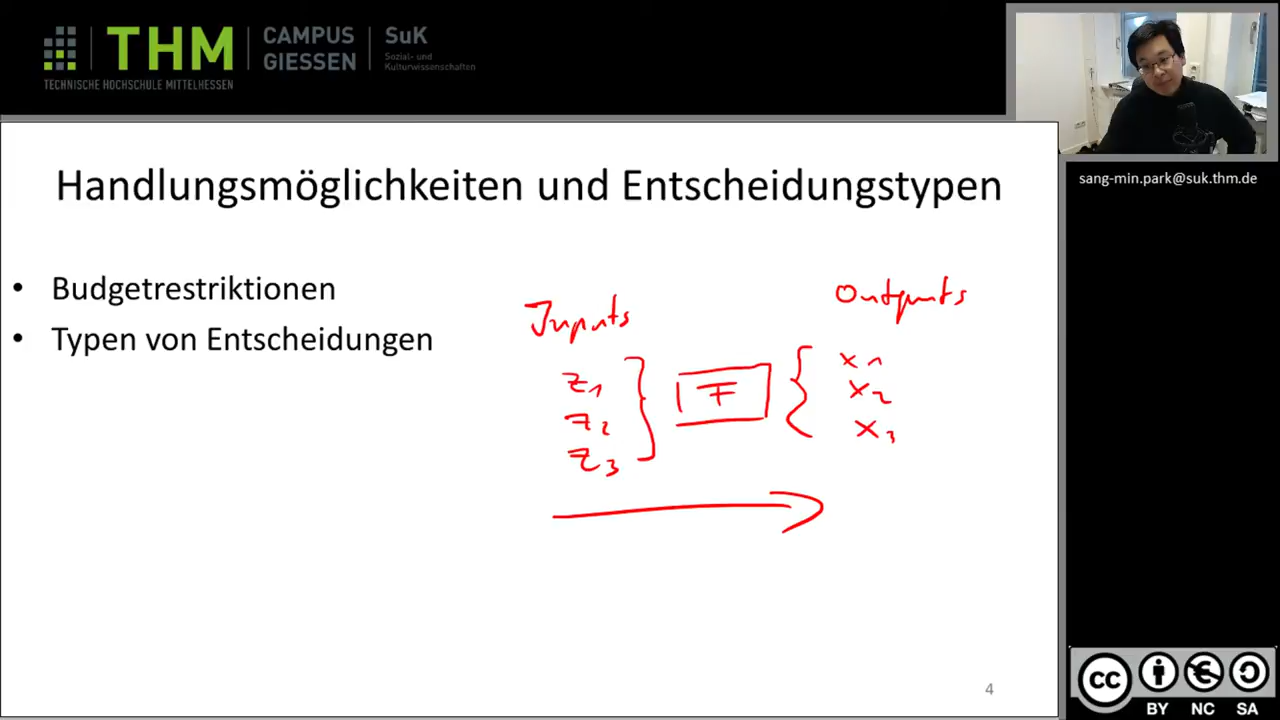 THM
CAMPUS
GIESSEN
SuK
Sozial- und
Kulturwissenschaften
TECHNISCHE HOCHSCHULE MITTELHESSEN
sang-min.park@suk.thm.de
Handlungsmöglichkeiten und Entscheidungstypen
• Budgetrestriktionen
• Typen von Entscheidungen
Inputs
z1
z2
z3
F
Outputs
x1
x2
x3
4
cc
BY NC SA